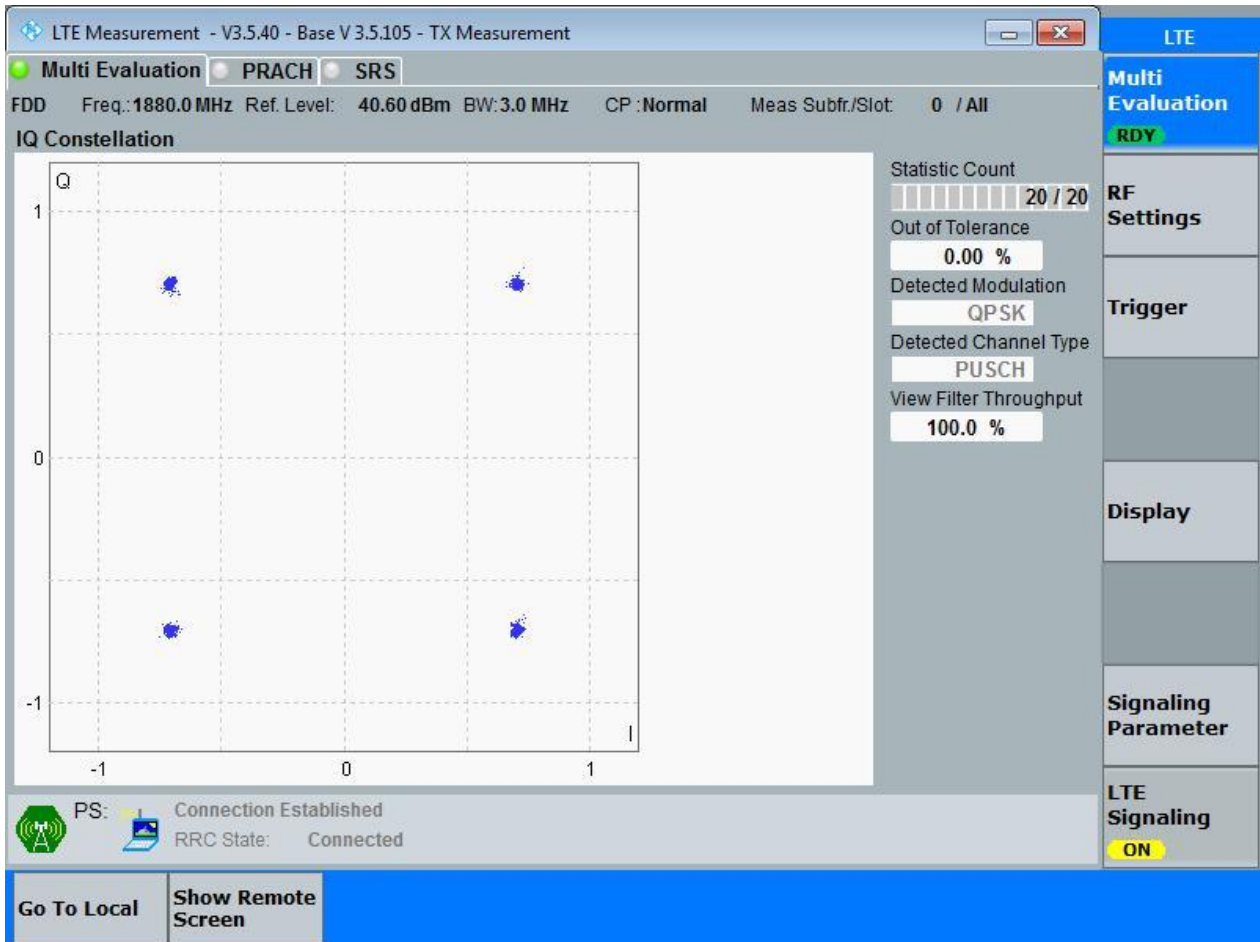 LTE Measurement - V3.5.40 - Base V 3.5.105 - TX Measurement
LTE
Multi Evaluation PRACH SRS
Multi
Evaluation
RDY
FDD Freq.: 1880.0 MHz Ref. Level: 40.60 dBm BW: 3.0 MHz CP : Normal Meas Subfr./Slot: 0 / All
IQ Constellation
Q
1
0
-1
I
-1 0 1
Statistic Count
20 / 20
Out of Tolerance
0.00 %
Detected Modulation
QPSK
Detected Channel Type
PUSCH
View Filter Throughput
100.0 %
RF
Settings
Trigger
Display
Signaling
Parameter
LTE
Signaling
ON
PS: Connection Established
RRC State: Connected
Go To Local
Show Remote
Screen